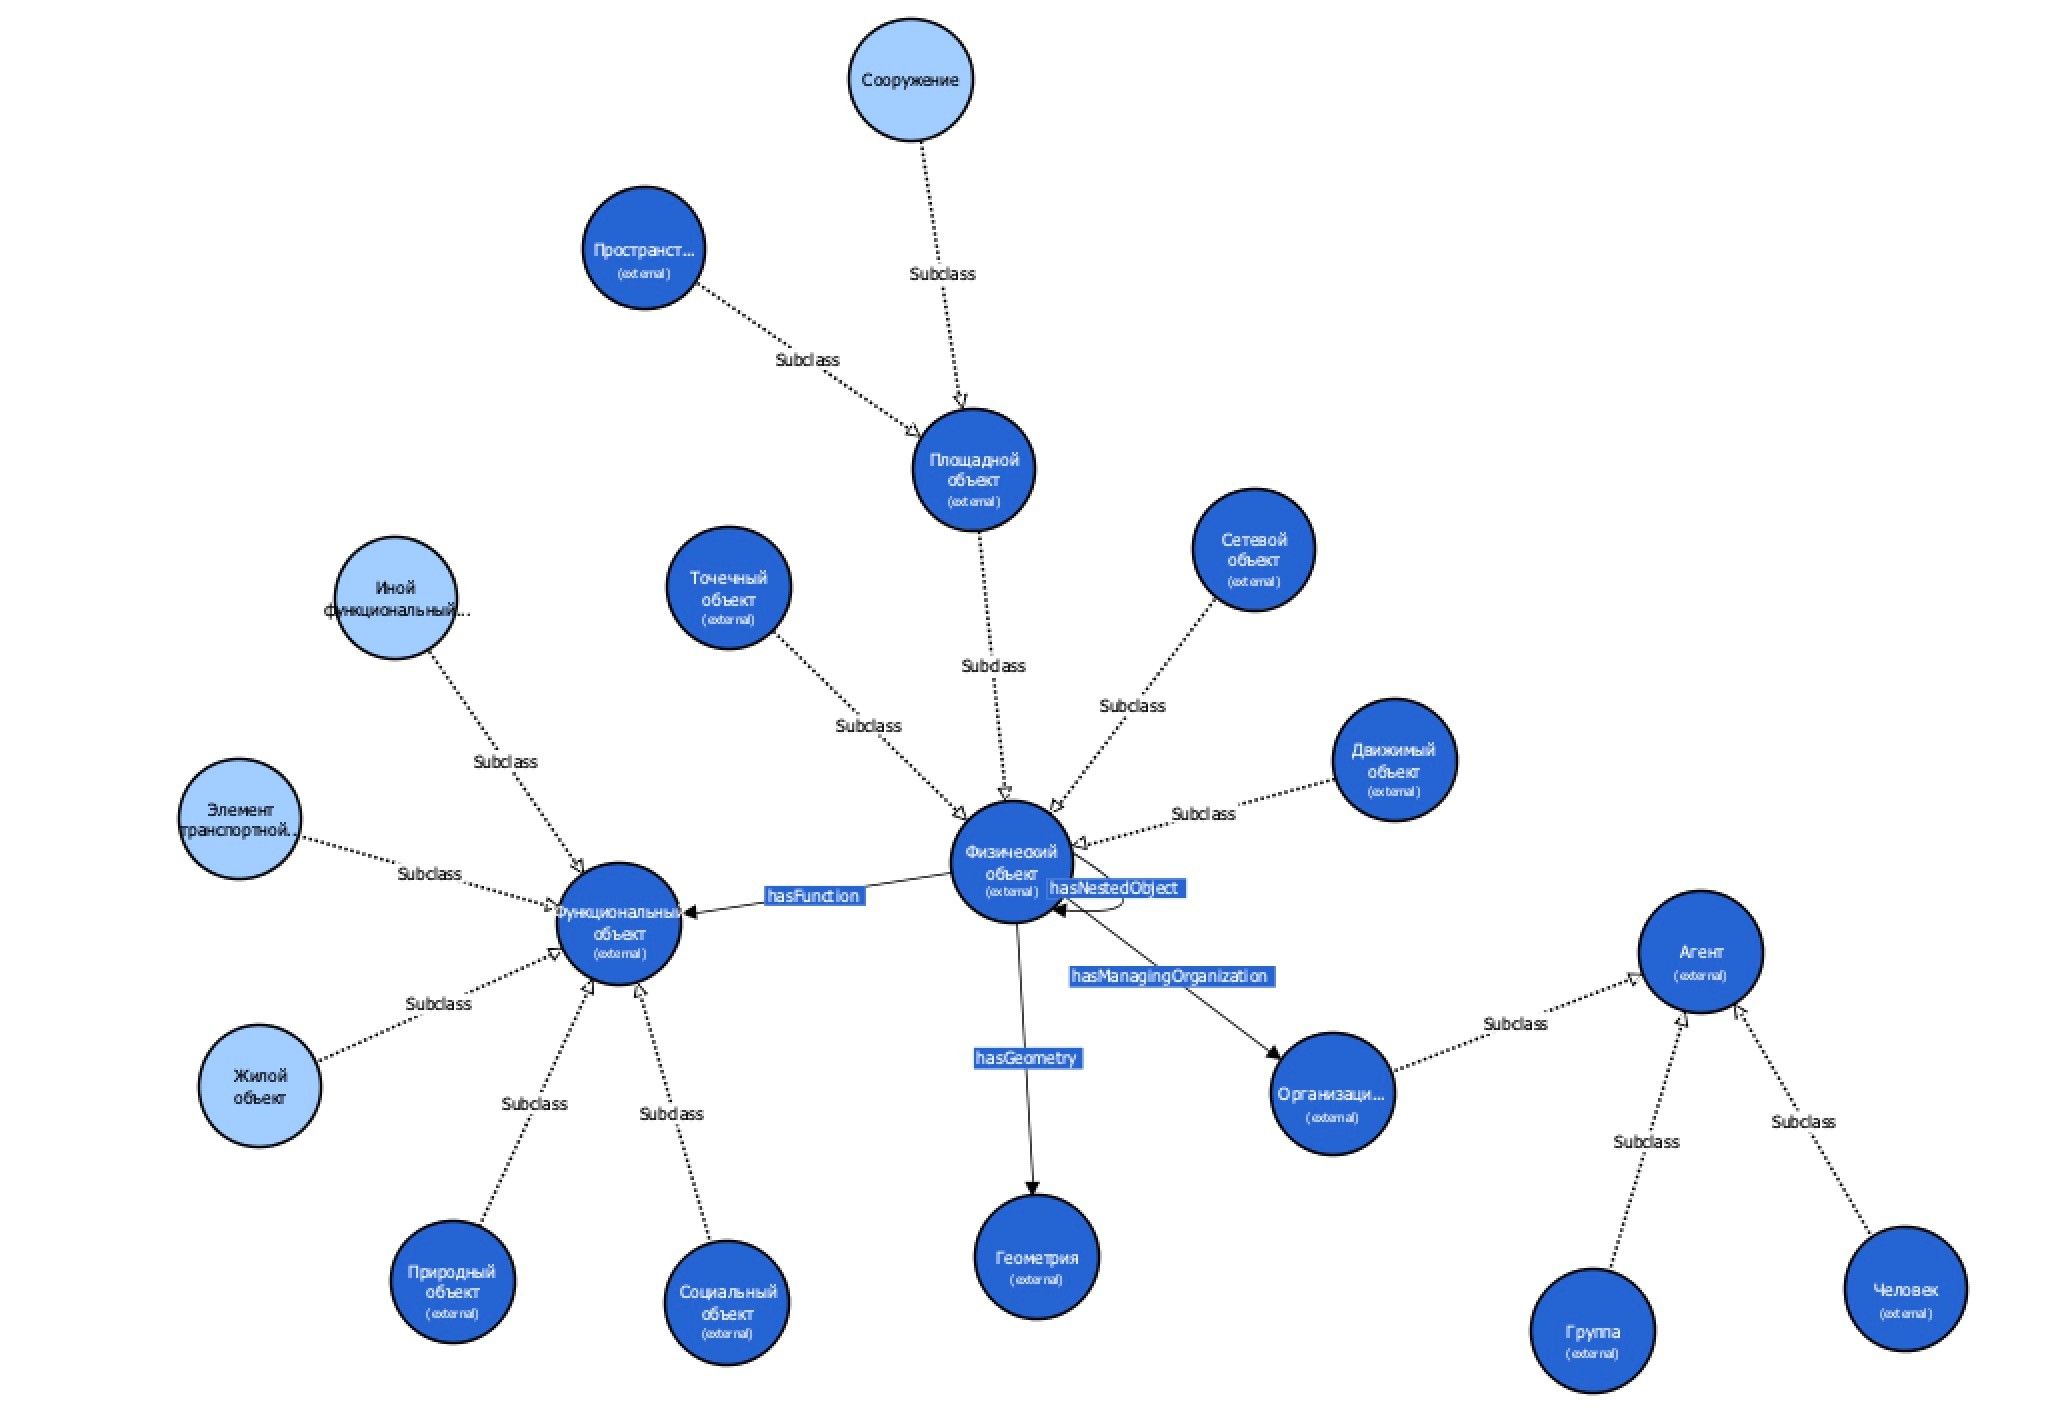 Сооружение
Пространст...
(external)
Subclass
Subclass
Площадной
объект
(external)
Сетевой
объект
(external)
Точечный
объект
(external)
Иной
функциональный...
Subclass
Subclass
Subclass
Движимый
объект
(external)
Subclass
Subclass
Элемент
транспортной...
Subclass
Физический
объект
(external)
hasNestedObject
hasFunction
Функциональный
объект
(external)
Агент
(external)
hasManagingOrganization
Subclass
Subclass
hasGeometry
Жилой
объект
Организаци...
(external)
Subclass
Subclass
Subclass
Subclass
Природный
объект
(external)
Социальный
объект
(external)
Геометрия
(external)
Человек
(external)
Группа
(external)